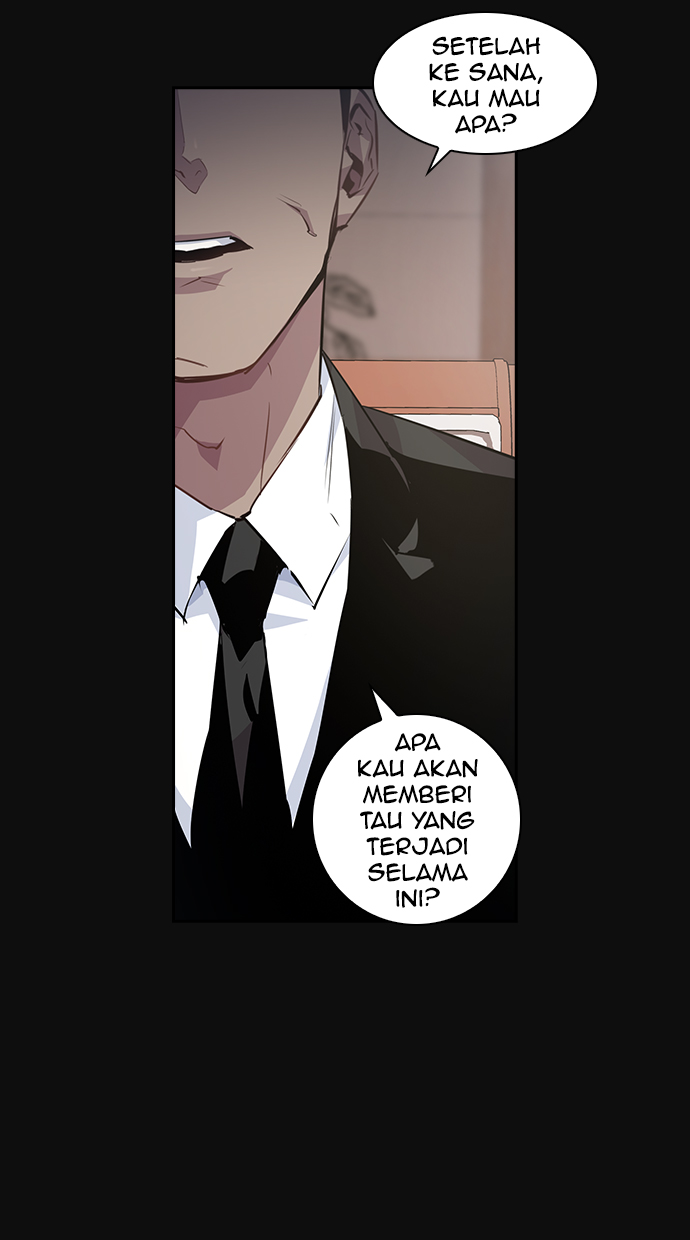 SETELAH
KE SANA,
KAU MAU
APA?
APA
KAU AKAN
MEMBERI
TAU YANG
TERJADI
SELAMA
INI?